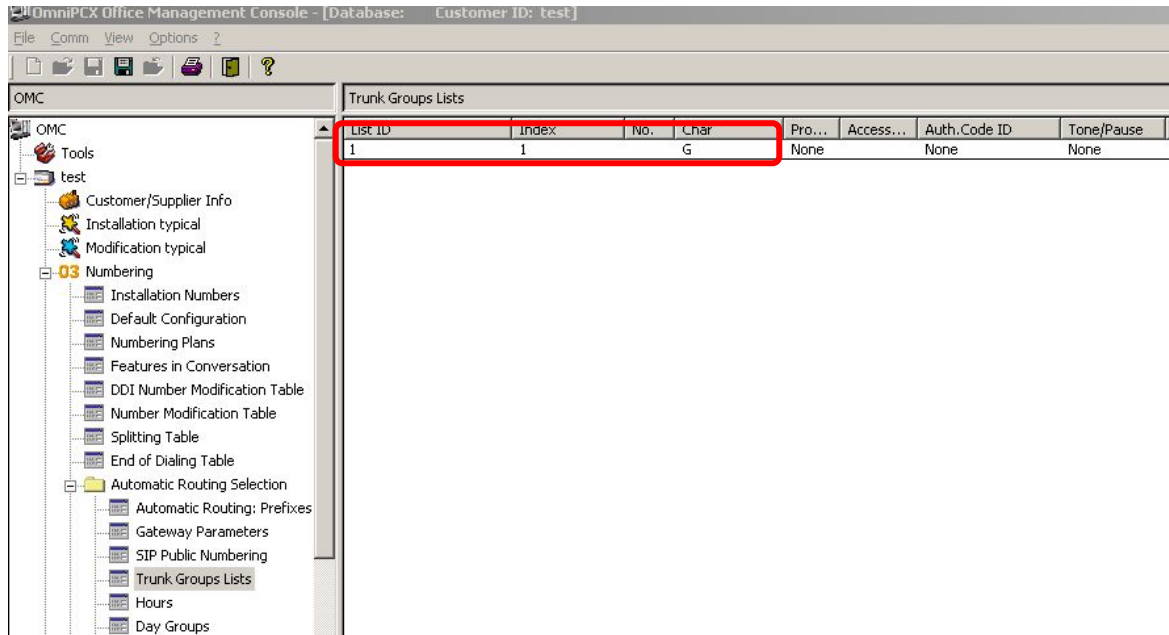 OmniPCX Office Management Console - [Database: Customer ID: test]
File Comm View Options ?
OMC
Trunk Groups Lists
List ID Index No. Char Pro... Access... Auth.Code ID Tone/Pause
1 1 G None None None
OMC
Tools
test
Customer/Supplier Info
Installation typical
Modification typical
03 Numbering
Installation Numbers
Default Configuration
Numbering Plans
Features in Conversation
DDI Number Modification Table
Number Modification Table
Splitting Table
End of Dialing Table
Automatic Routing Selection
Automatic Routing: Prefixes
Gateway Parameters
SIP Public Numbering
Trunk Groups Lists
Hours
Day Groups